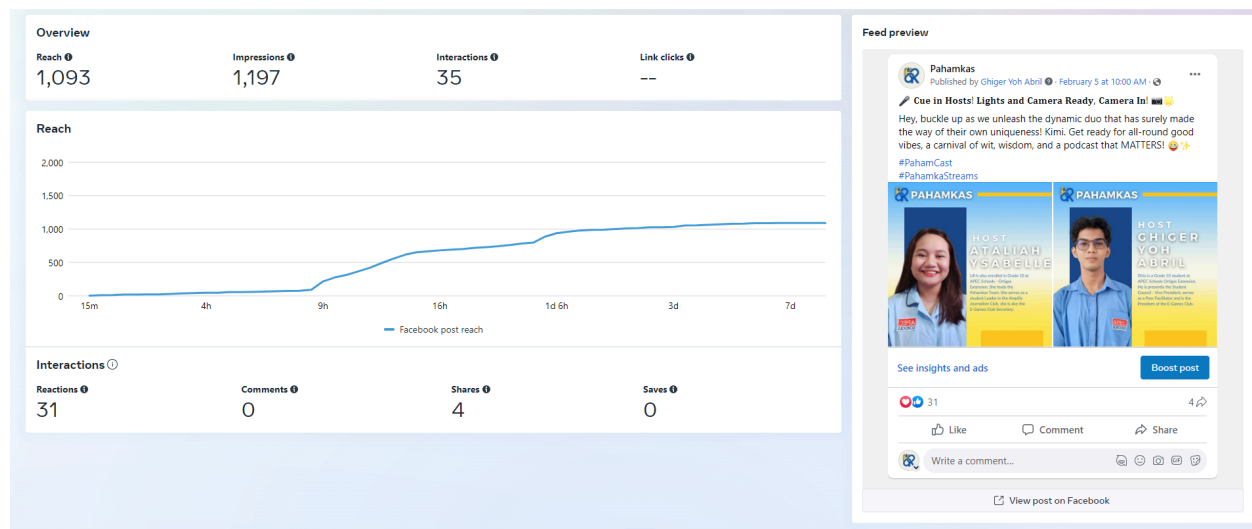 Overview
Reach
1,093
Impressions
1,197
Interactions
35
Link clicks
--
Reach
2,000
1,500
1,000
500
0
15m 4h 9h 16h 1d 6h 3d 7d
Facebook post reach
Interactions
Reactions
31
Comments
0
Shares
4
Saves
0
Feed preview
Pahamkas
Published by Ghiger Yoh Abril · February 5 at 10:00 AM ·
🎤 Cue in Hosts! Lights and Camera Ready, Camera In! 📷
Hey, buckle up as we unleash the dynamic duo that has surely made
the way of their own uniqueness! Kimi. Get ready for all-round good
vibes, a carnival of wit, wisdom, and a podcast that MATTERS! 😜✨
#PahamCast
#PahamkaStreams
PAHAMKAS
HOST
ATALIAH
YSABELLE
PAHAMKAS
HOST
GHIGER
YOH
ABRIL
See insights and ads
Boost post
31
4
Like
Comment
Share
Write a comment...
GIF
View post on Facebook